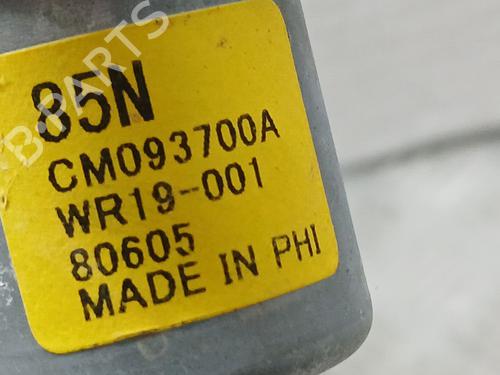 85N
CM093700A
WR19-001
80605
MADE IN PHI
B-PARTS